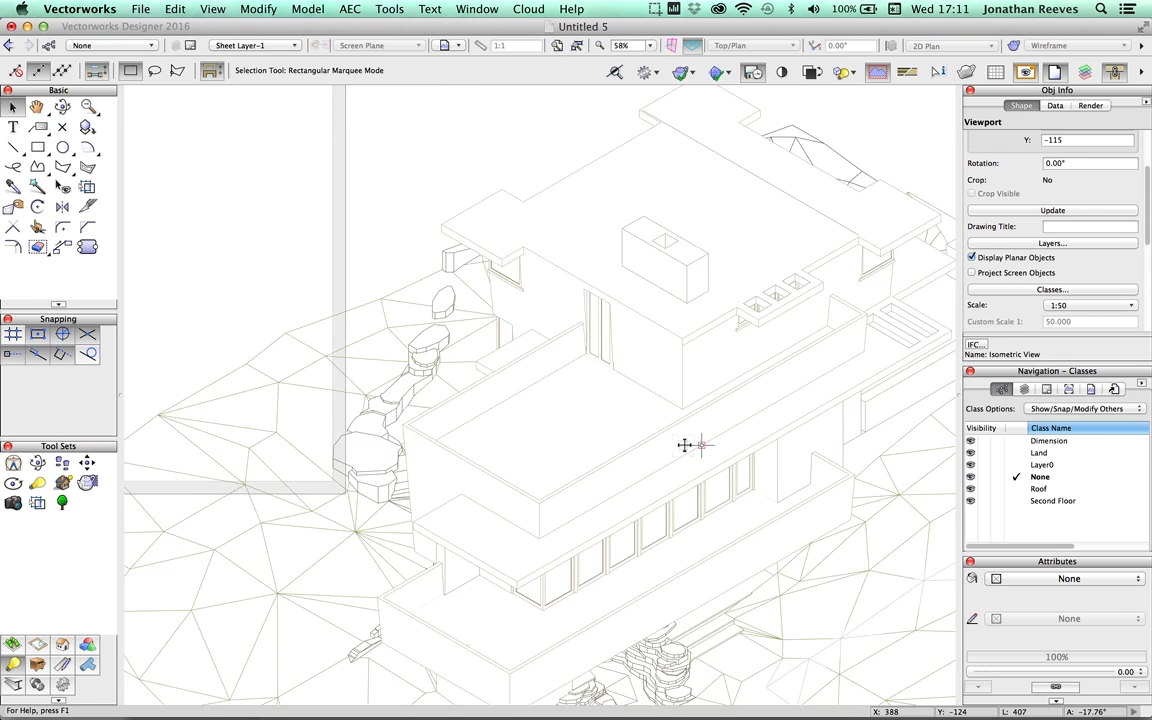 Vectorworks File Edit View Modify Model AEC Tools Text Window Cloud 100% Wed 17:11 Jonathan Reeves
Vectorworks Designer 2016 Untitled 5
None Sheet Layer-1 Screen Plane 1:1 58% Top/Plan 0.00° 2D Plan Wireframe
Selection Tool: Rectangular Marquee Mode
Basic
Snapping
Tool Sets
Obj Info
Shape Data Render
Viewport
Y: -115
Rotation: 0.00°
Crop: No
Crop Visible
Update
Drawing Title:
Layers...
Display Planar Objects
Project Screen Objects
Classes...
Scale: 1:50
Custom Scale 1: 50.000
IFC...
Name: Isometric View
Navigation - Classes
Class Options: Show/Snap/Modify Others
Visibility Class Name
Dimension
Land
Layer0
None
Roof
Second Floor
Attributes
None
None
100%
0.00
For Help, press F1
X: 388 Y: -124 L: 407 A: -17.76°